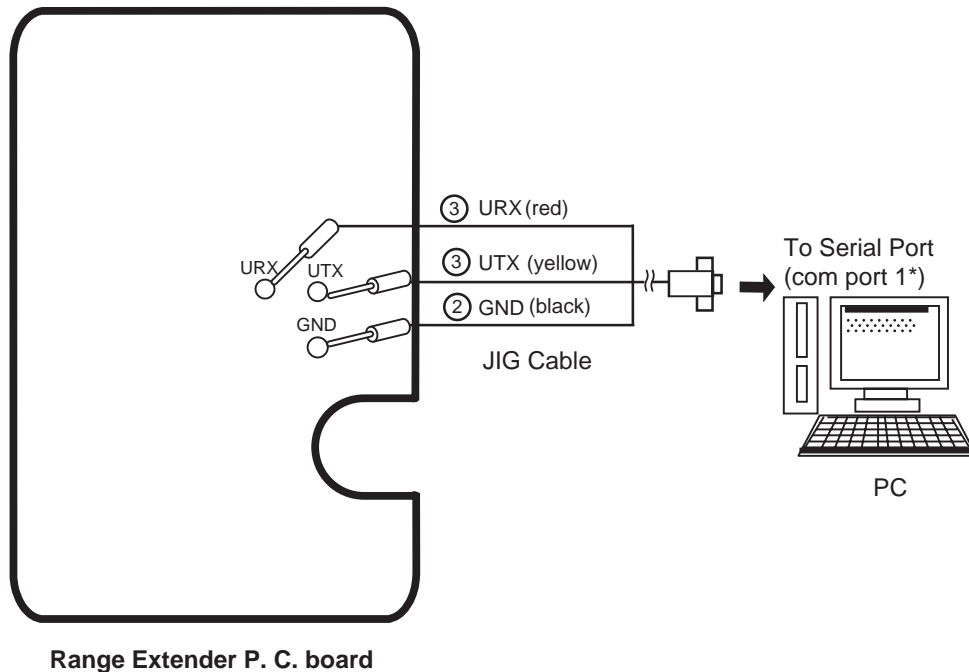 ③ URX (red)
URX
UTX
③ UTX (yellow)
To Serial Port
(com port 1*)
GND
② GND (black)
JIG Cable
PC
Range Extender P. C. board